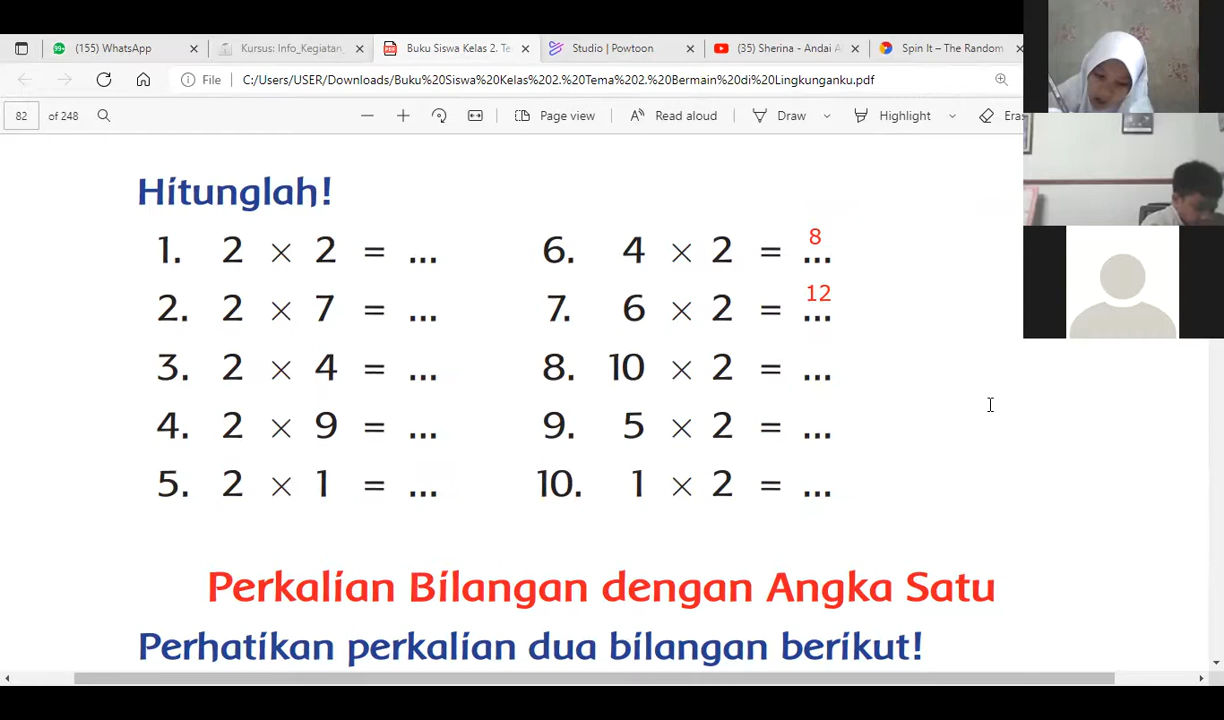 (155) WhatsApp
Kursus: Info_Kegiatan_
Buku Siswa Kelas 2. Te
Studio | Powtoon
(35) Sherina - Andai A
Spin It – The Random
File
C:/Users/USER/Downloads/Buku%20Siswa%20Kelas%202.%20Tema%202.%20Bermain%20di%20Lingkunganku.pdf
82 of 248
Page view
Read aloud
Draw
Highlight
Eras
Hitunglah!
1. 2 × 2 = ...
2. 2 × 7 = ...
3. 2 × 4 = ...
4. 2 × 9 = ...
5. 2 × 1 = ...
6. 4 × 2 = ... 8
7. 6 × 2 = ... 12
8. 10 × 2 = ...
9. 5 × 2 = ...
10. 1 × 2 = ...
Perkalian Bilangan dengan Angka Satu
Perhatikan perkalian dua bilangan berikut!